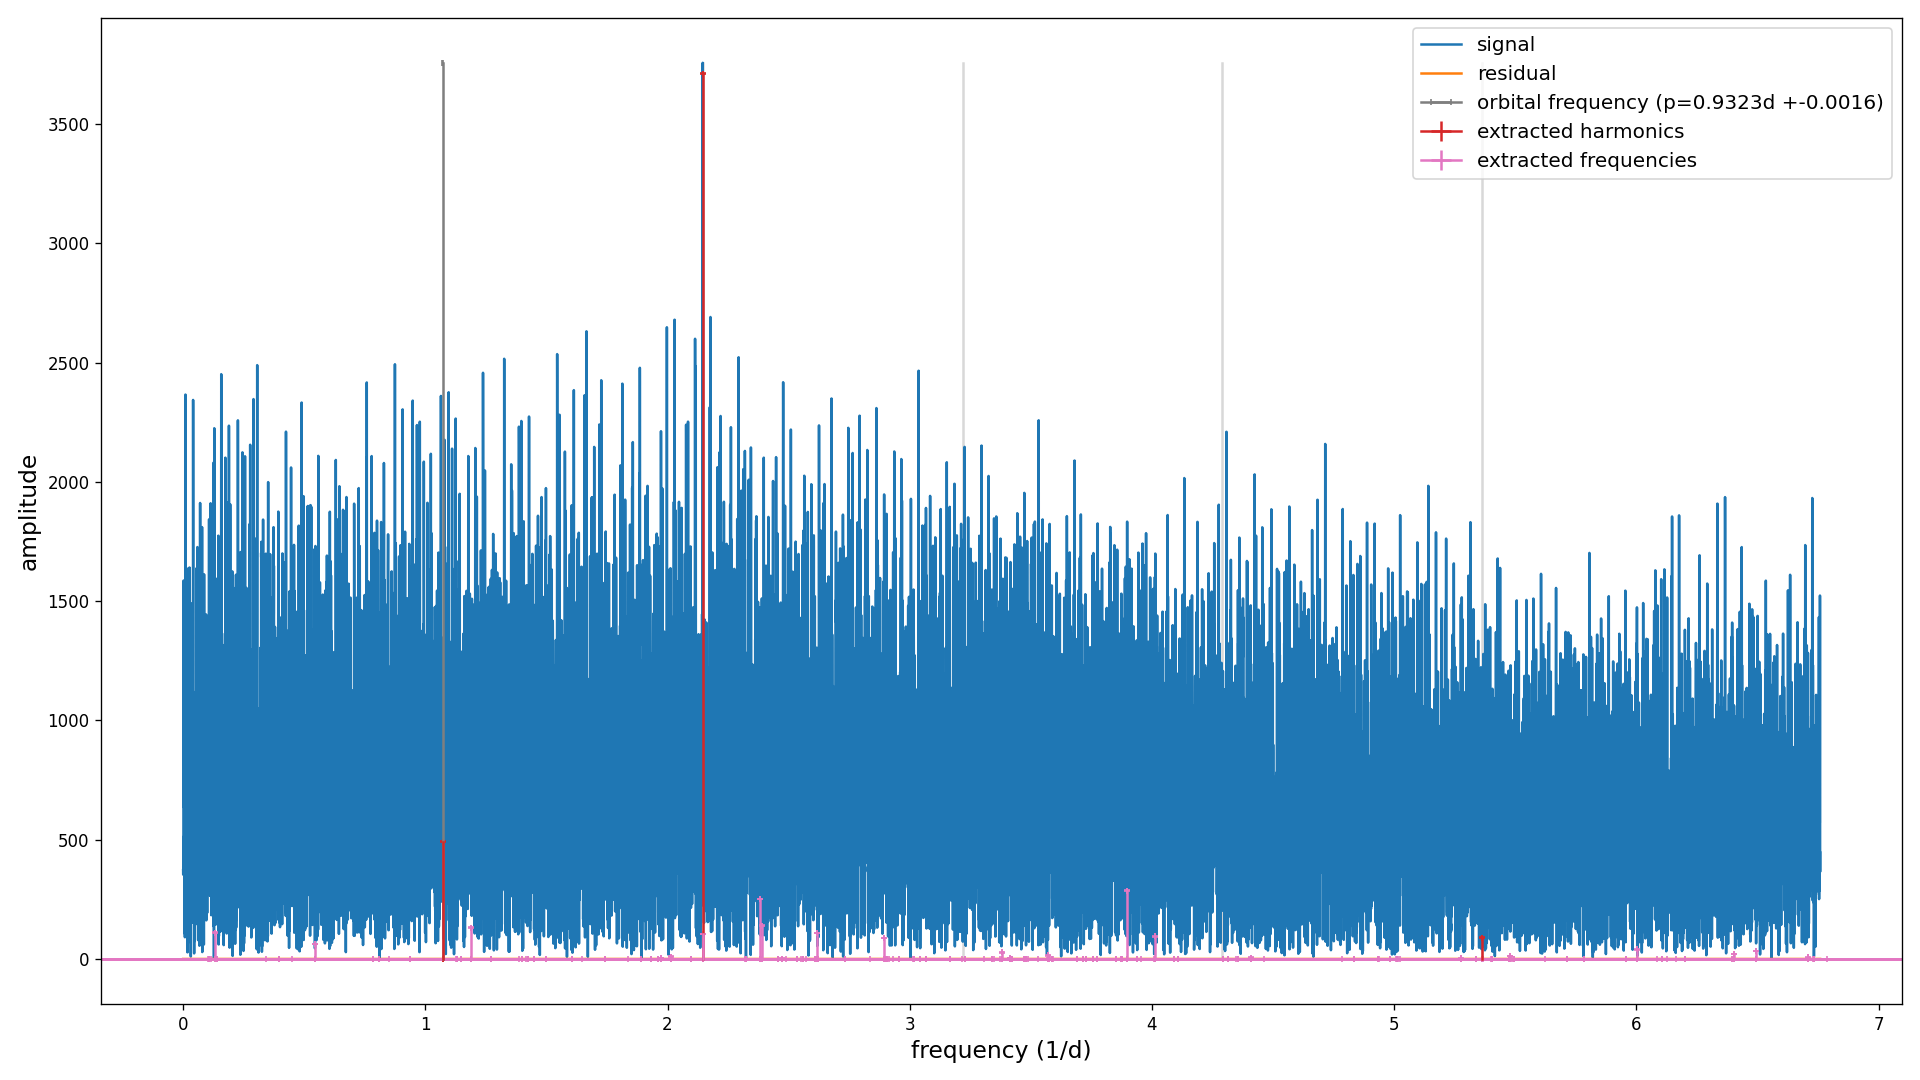 signal
residual
orbital frequency (p=0.9323d +-0.0016)
extracted harmonics
extracted frequencies
3500
3000
2500
2000
1500
1000
500
0
amplitude
0 1 2 3 4 5 6 7
frequency (1/d)